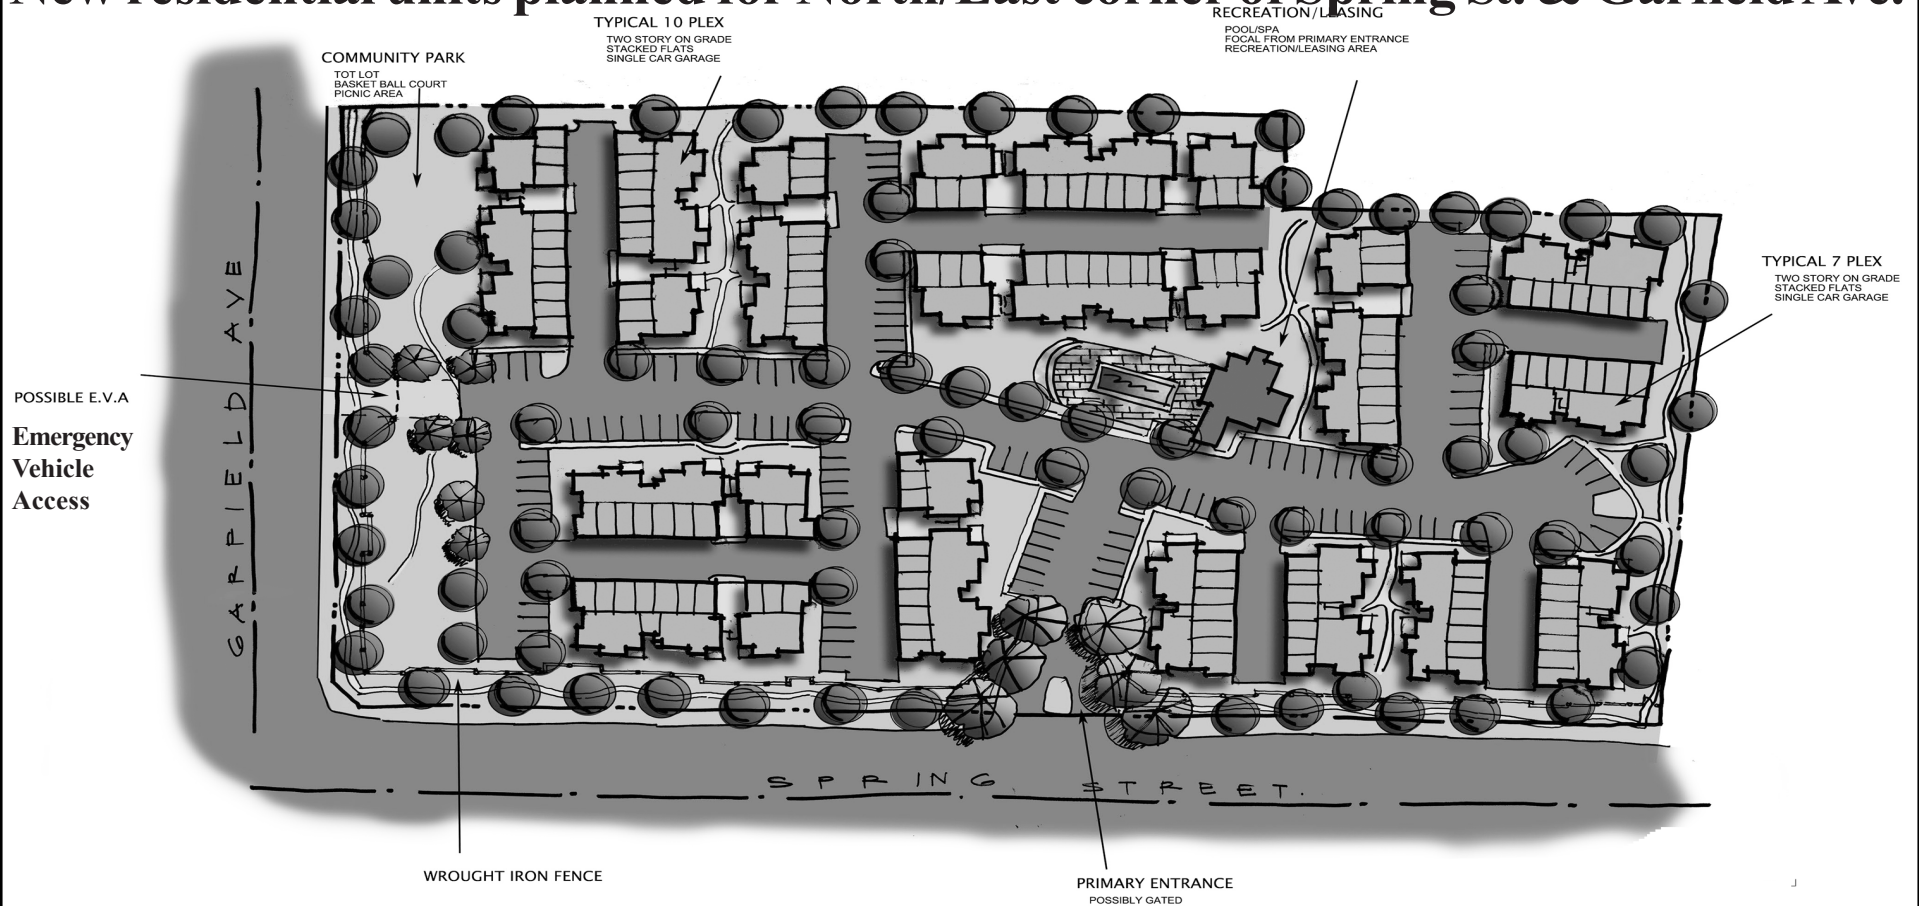 New residential units planned for North/East corner of Spring St. & Garfield Ave.
TYPICAL 10 PLEX
TWO STORY ON GRADE
STACKED FLATS
SINGLE CAR GARAGE
RECREATION/LEASING
POOL/SPA
FOCAL FROM PRIMARY ENTRANCE
RECREATION/LEASING AREA
COMMUNITY PARK
TOT LOT
BASKET BALL COURT
PICNIC AREA
TYPICAL 7 PLEX
TWO STORY ON GRADE
STACKED FLATS
SINGLE CAR GARAGE
GARFIELD AVE
POSSIBLE E.V.A
Emergency
Vehicle
Access
SPRING STREET.
WROUGHT IRON FENCE
PRIMARY ENTRANCE
POSSIBLY GATED